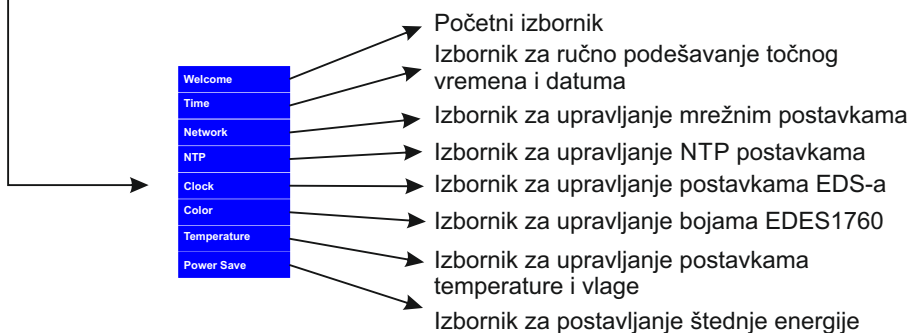 Početni izbornik
Izbornik za ručno podešavanje točnog
vremena i datuma
Izbornik za upravljanje mrežnim postavkama
Izbornik za upravljanje NTP postavkama
Izbornik za upravljanje postavkama EDS-a
Izbornik za upravljanje bojama EDES1760
Izbornik za upravljanje postavkama
temperature i vlage
Izbornik za postavljanje štednje energije
Welcome
Time
Network
NTP
Clock
Color
Temperature
Power Save